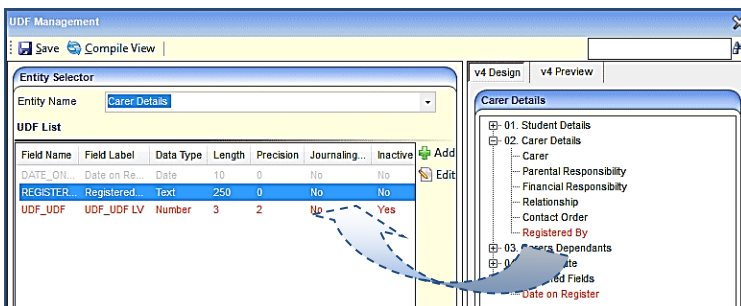 UDF Management
Save Compile View
Entity Selector
Entity Name Carer Details
UDF List
Field Name Field Label Data Type Length Precision Journaling... Inactive Add
DATE_ON... Date on Re... Date 10 0 No No Edit
REGISTER... Registered... Text 250 0 No No
UDF_UDF UDF_UDF LV Number 3 2 No Yes
v4 Design v4 Preview
Carer Details
01. Student Details
02. Carer Details
Carer
Parental Responsibility
Financial Responsibilty
Relationship
Contact Order
Registered By
03. Carers Dependants
Fields
Date on Register